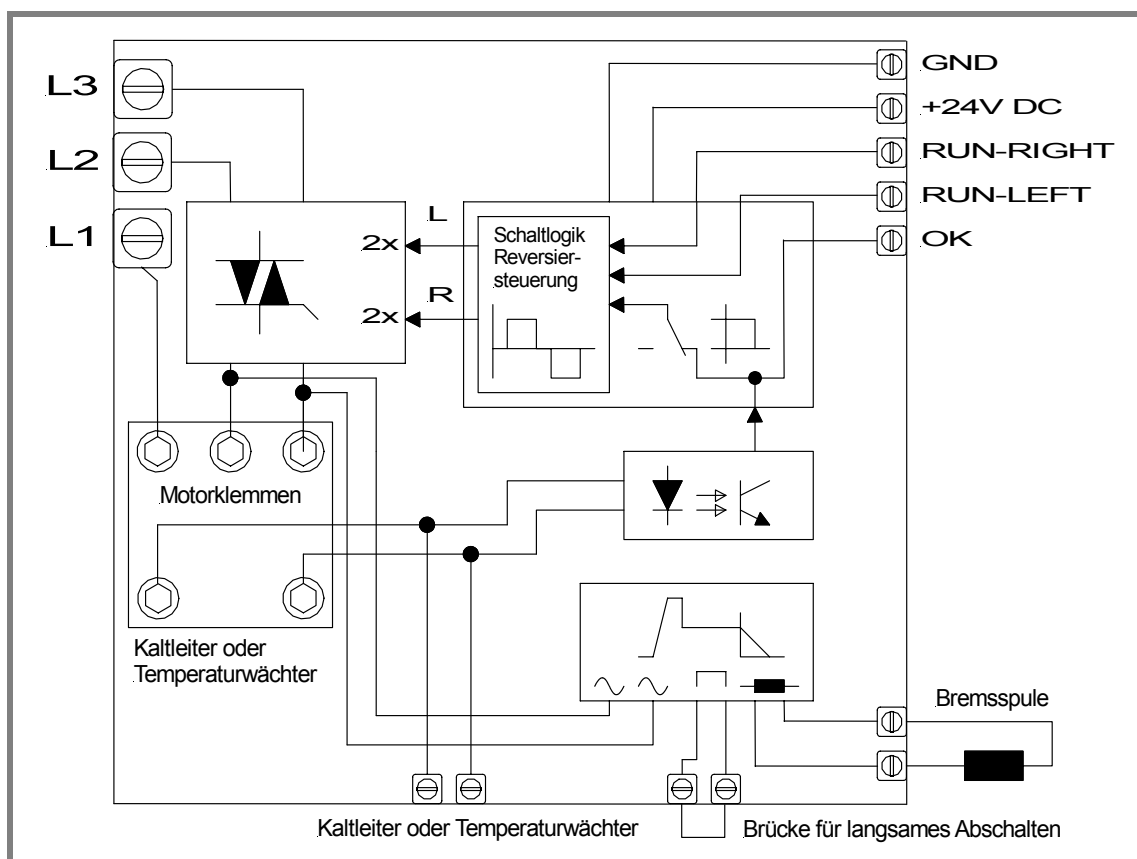 L3
L2
L1
GND
+24V DC
RUN-RIGHT
RUN-LEFT
OK
L
2x
R
2x
Schaltlogik
Reversier-
steuerung
Motorklemmen
Kaltleiter oder
Temperaturwächter
Bremsspule
Kaltleiter oder Temperaturwächter
Brücke für langsames Abschalten